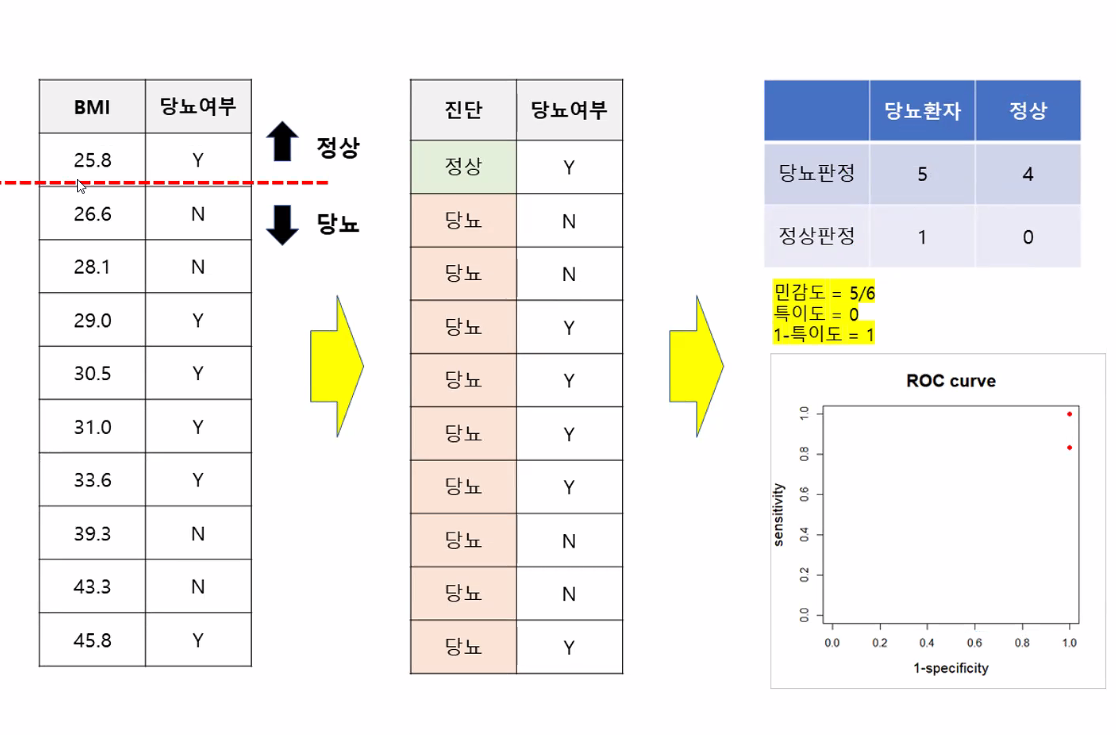 BMI 당뇨여부
25.8 Y
26.6 N
28.1 N
29.0 Y
30.5 Y
31.0 Y
33.6 Y
39.3 N
43.3 N
45.8 Y
정상
당뇨
진단 당뇨여부
정상 Y
당뇨 N
당뇨 N
당뇨 Y
당뇨 Y
당뇨 Y
당뇨 Y
당뇨 N
당뇨 N
당뇨 Y
당뇨환자 정상
당뇨판정 5 4
정상판정 1 0
민감도 = 5/6
특이도 = 0
1-특이도 = 1
ROC curve
sensitivity
1.0
0.8
0.6
0.4
0.2
0.0
0.0 0.2 0.4 0.6 0.8 1.0
1-specificity